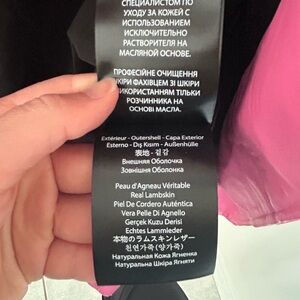 СПЕЦИАЛИСТОМ ПО
УХОДУ ЗА КОЖЕЙ С
ИСПОЛЬЗОВАНИЕМ
ИСКЛЮЧИТЕЛЬНО
РАСТВОРИТЕЛЯ НА
МАСЛЯНОЙ ОСНОВЕ.
ПРОФЕСІЙНЕ ОЧИЩЕННЯ
ШКІРИ ФАХІВЦЕМ ЗІ ШКІРИ
ВИКОРИСТАННЯМ ТІЛЬКИ
РОЗЧИННИКА НА
ОСНОВІ МАСЛА.
Extérieur - Outershell - Capa Exterior
Esterno - Dış Kısım - Außenhülle
表地 - 겉감
Внешняя Оболочка
Зовнішня Оболонка
Peau d'Agneau Véritable
Real Lambskin
Piel De Cordero Auténtica
Vera Pelle Di Agnello
Gerçek Kuzu Derisi
Echtes Lammleder
本物のラムスキンレザー
천연가죽 (양가죽)
Натуральная Кожа Ягненка
Натуральна Шкіра Ягняти